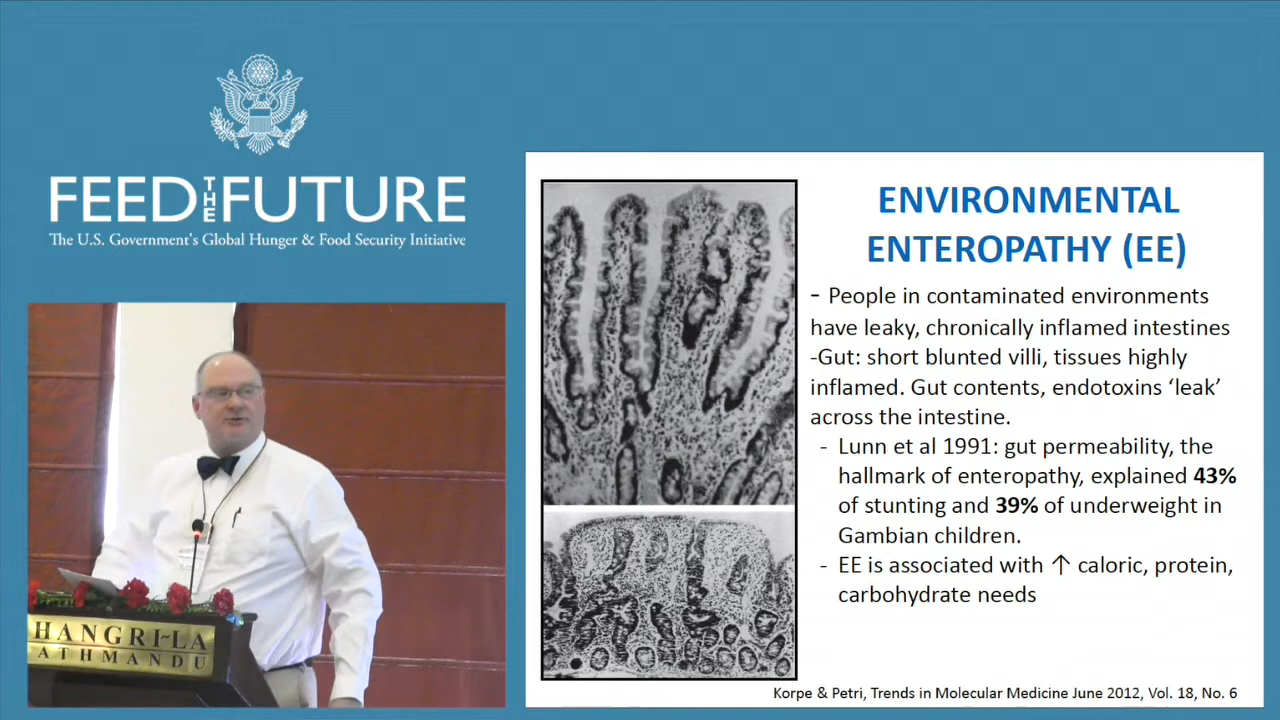 FEED THE FUTURE
The U.S. Government's Global Hunger & Food Security Initiative
HANGRI-LA
ATHMANDU
ENVIRONMENTAL
ENTEROPATHY (EE)
- People in contaminated environments
have leaky, chronically inflamed intestines
-Gut: short blunted villi, tissues highly
inflamed. Gut contents, endotoxins ‘leak’
across the intestine.
- Lunn et al 1991: gut permeability, the
hallmark of enteropathy, explained 43%
of stunting and 39% of underweight in
Gambian children.
- EE is associated with ↑ caloric, protein,
carbohydrate needs
Korpe & Petri, Trends in Molecular Medicine June 2012, Vol. 18, No. 6